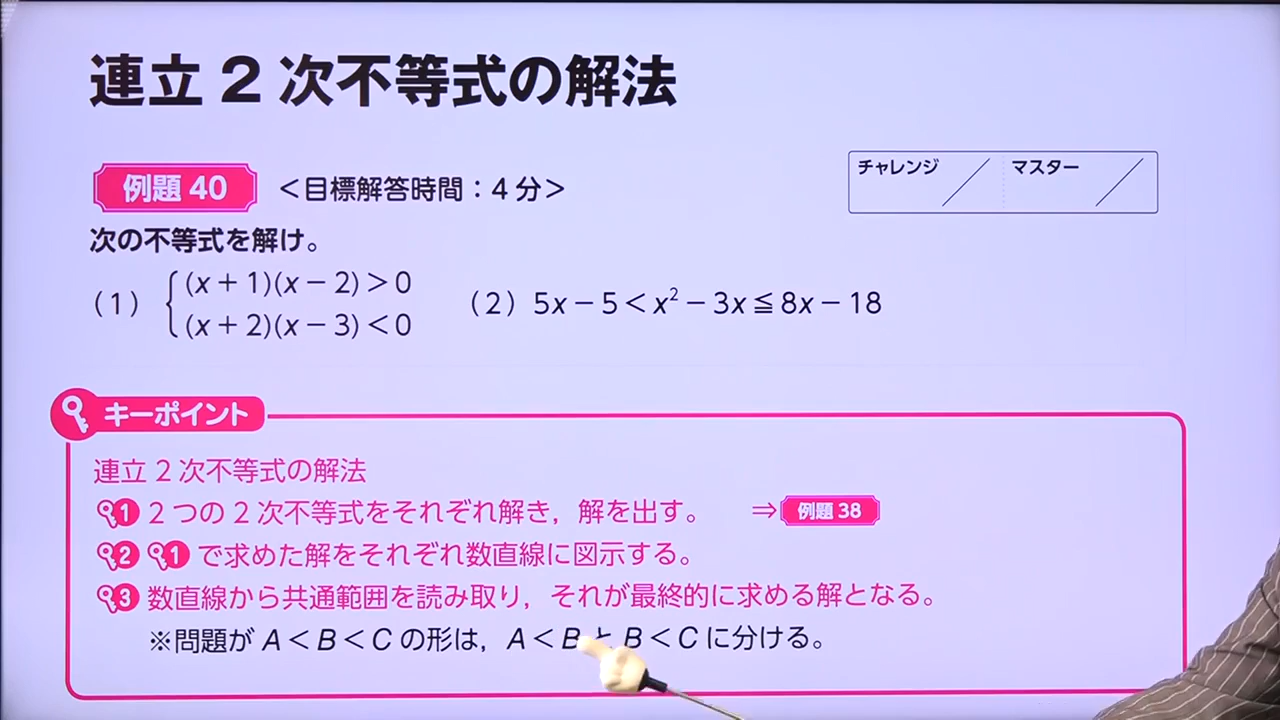 連立2次不等式の解法
チャレンジ マスター
例題 40 <目標解答時間：4分>
次の不等式を解け。
(1) {(x+1)(x−2)>0
(x+2)(x−3)<0
(2) 5x−5<x²−3x≦8x−18
キーポイント
連立2次不等式の解法
1 2つの2次不等式をそれぞれ解き，解を出す。 ⇒ 例題 38
2 1 で求めた解をそれぞれ数直線に図示する。
3 数直線から共通範囲を読み取り，それが最終的に求める解となる。
※問題が A<B<C の形は，A<BとB<Cに分ける。